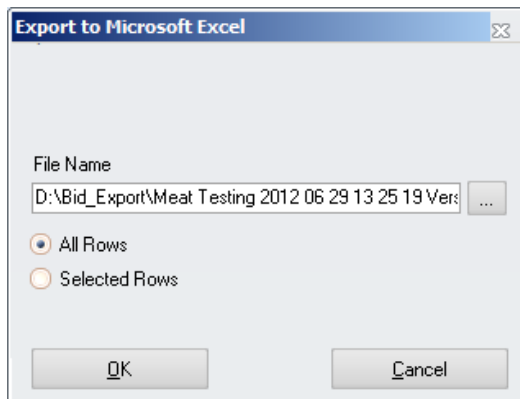 Export to Microsoft Excel
File Name
D:\Bid_Export\Meat Testing 2012 06 29 13 25 19 Vers
...
All Rows
Selected Rows
OK
Cancel